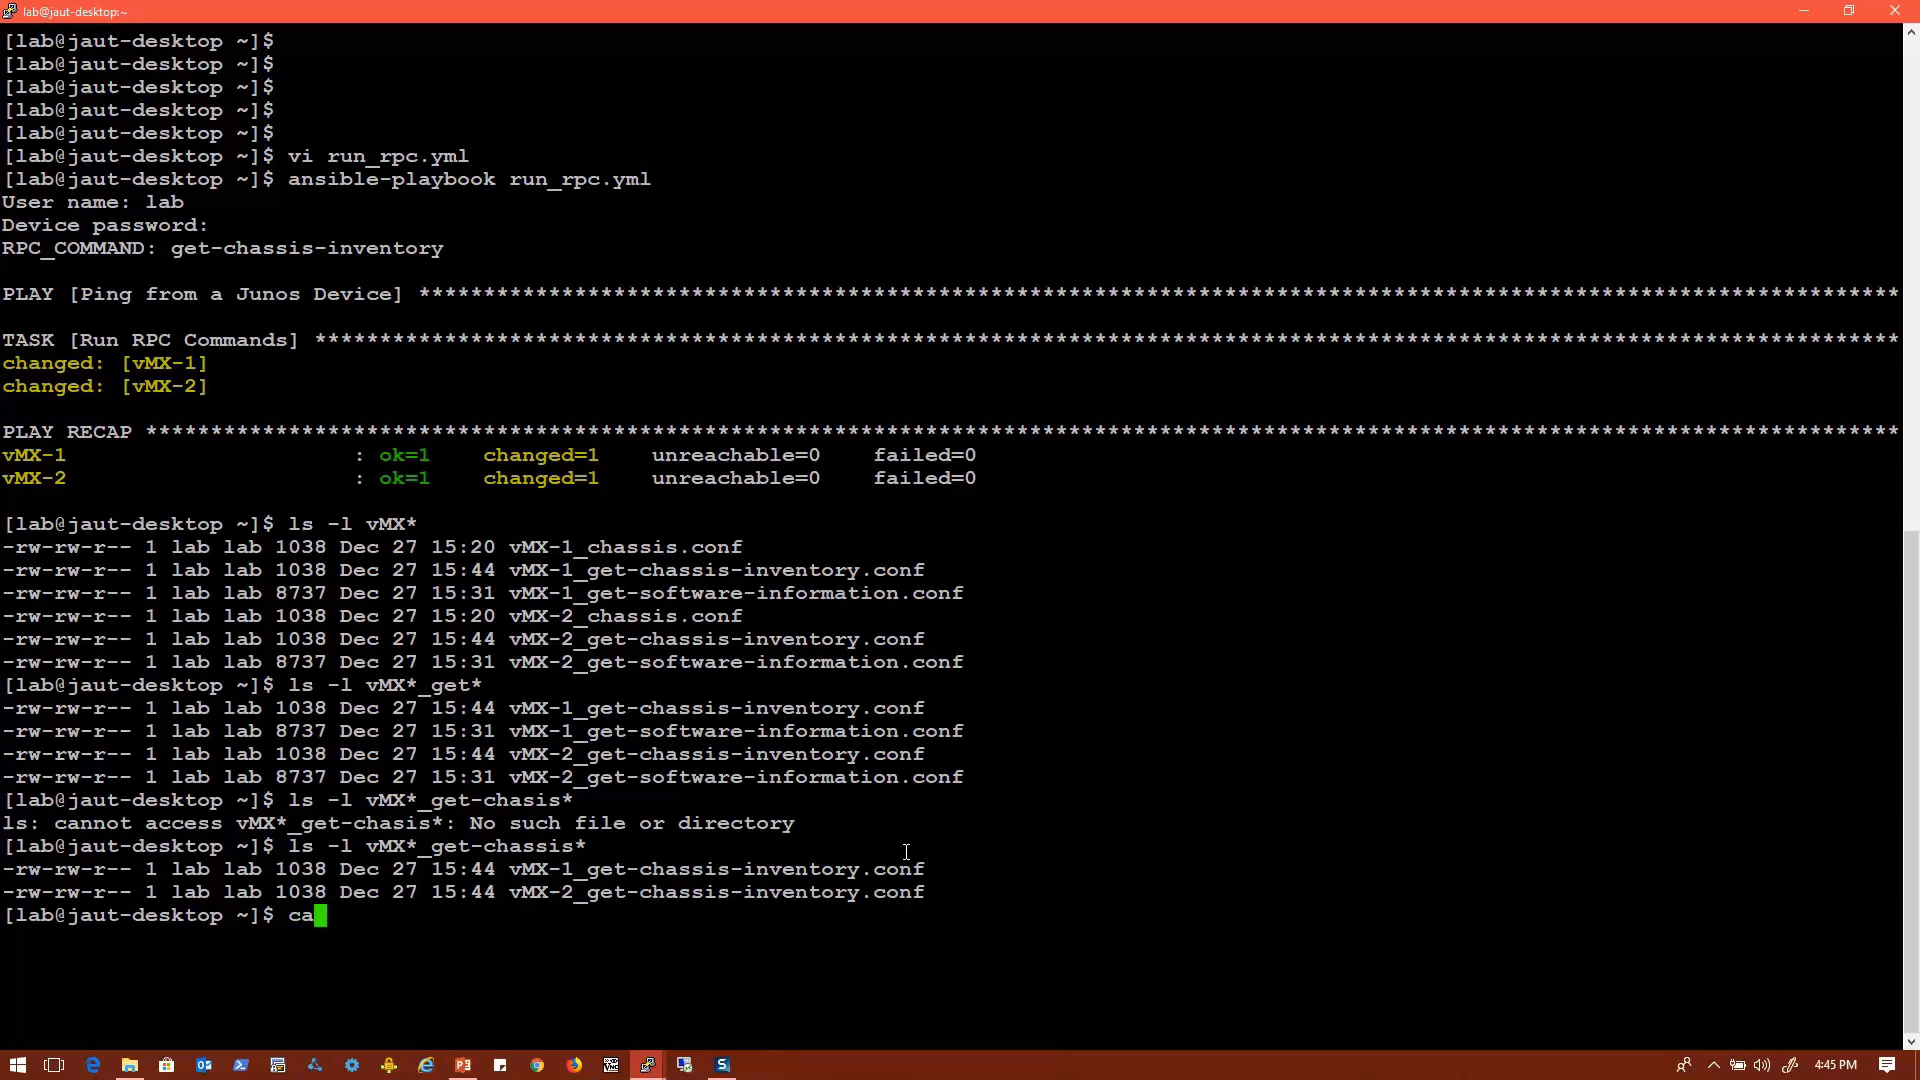 lab@jaut-desktop:~
[lab@jaut-desktop ~]$
[lab@jaut-desktop ~]$
[lab@jaut-desktop ~]$
[lab@jaut-desktop ~]$
[lab@jaut-desktop ~]$
[lab@jaut-desktop ~]$ vi run_rpc.yml
[lab@jaut-desktop ~]$ ansible-playbook run_rpc.yml
User name: lab
Device password:
RPC_COMMAND: get-chassis-inventory
PLAY [Ping from a Junos Device] ******************************************************************************************************************
TASK [Run RPC Commands] **************************************************************************************************************************
changed: [vMX-1]
changed: [vMX-2]
PLAY RECAP ***************************************************************************************************************************************
vMX-1 : ok=1 changed=1 unreachable=0 failed=0
vMX-2 : ok=1 changed=1 unreachable=0 failed=0
[lab@jaut-desktop ~]$ ls -l vMX*
-rw-rw-r-- 1 lab lab 1038 Dec 27 15:20 vMX-1_chassis.conf
-rw-rw-r-- 1 lab lab 1038 Dec 27 15:44 vMX-1_get-chassis-inventory.conf
-rw-rw-r-- 1 lab lab 8737 Dec 27 15:31 vMX-1_get-software-information.conf
-rw-rw-r-- 1 lab lab 1038 Dec 27 15:20 vMX-2_chassis.conf
-rw-rw-r-- 1 lab lab 1038 Dec 27 15:44 vMX-2_get-chassis-inventory.conf
-rw-rw-r-- 1 lab lab 8737 Dec 27 15:31 vMX-2_get-software-information.conf
[lab@jaut-desktop ~]$ ls -l vMX*_get*
-rw-rw-r-- 1 lab lab 1038 Dec 27 15:44 vMX-1_get-chassis-inventory.conf
-rw-rw-r-- 1 lab lab 8737 Dec 27 15:31 vMX-1_get-software-information.conf
-rw-rw-r-- 1 lab lab 1038 Dec 27 15:44 vMX-2_get-chassis-inventory.conf
-rw-rw-r-- 1 lab lab 8737 Dec 27 15:31 vMX-2_get-software-information.conf
[lab@jaut-desktop ~]$ ls -l vMX*_get-chasis*
ls: cannot access vMX*_get-chasis*: No such file or directory
[lab@jaut-desktop ~]$ ls -l vMX*_get-chassis*
-rw-rw-r-- 1 lab lab 1038 Dec 27 15:44 vMX-1_get-chassis-inventory.conf
-rw-rw-r-- 1 lab lab 1038 Dec 27 15:44 vMX-2_get-chassis-inventory.conf
[lab@jaut-desktop ~]$ ca
4:45 PM